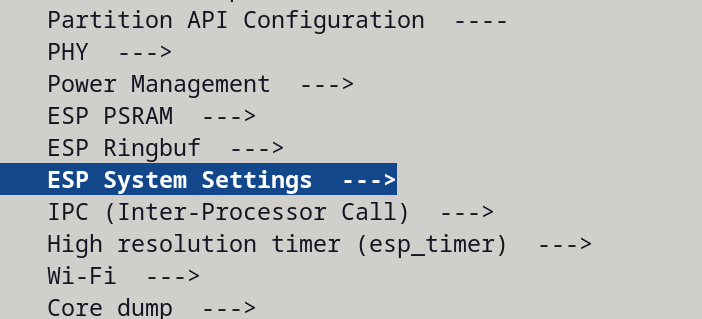 Partition API Configuration  ----
PHY  --->
Power Management  --->
ESP PSRAM  --->
ESP Ringbuf  --->
ESP System Settings  --->
IPC (Inter-Processor Call)  --->
High resolution timer (esp_timer)  --->
Wi-Fi  --->
Core dump  --->